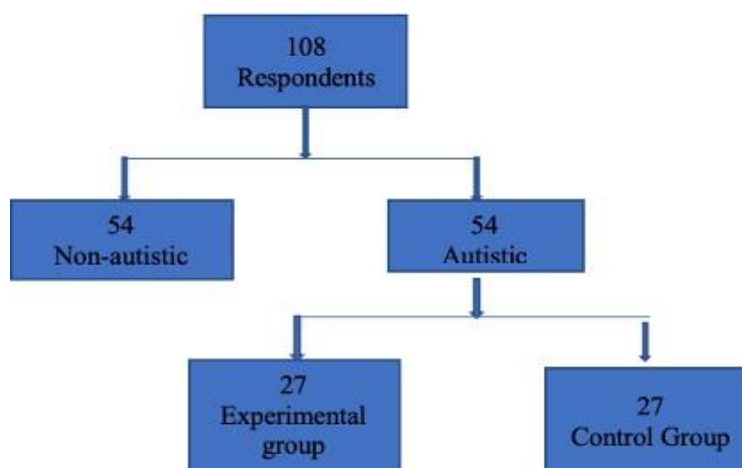 108
Respondents
54
Non-autistic
54
Autistic
27
Experimental
group
27
Control Group